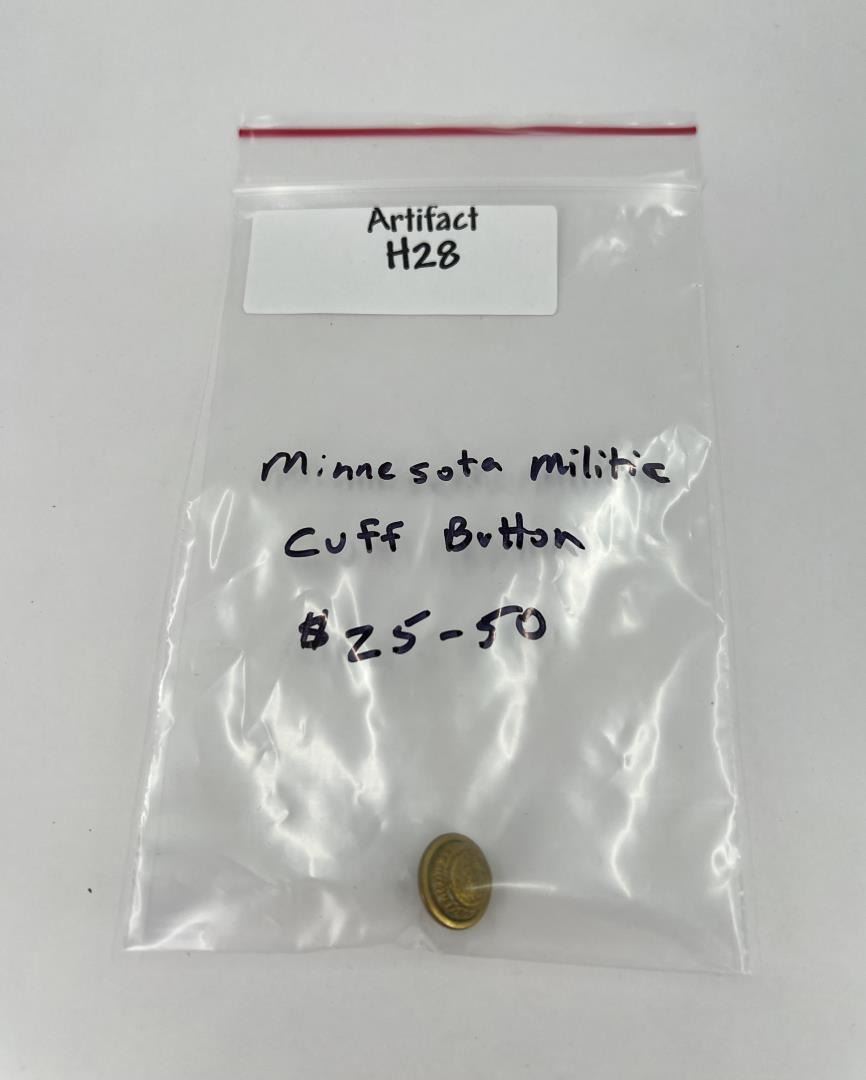 Artifact
H28
Minnesota Militia
Cuff Button
$25-50